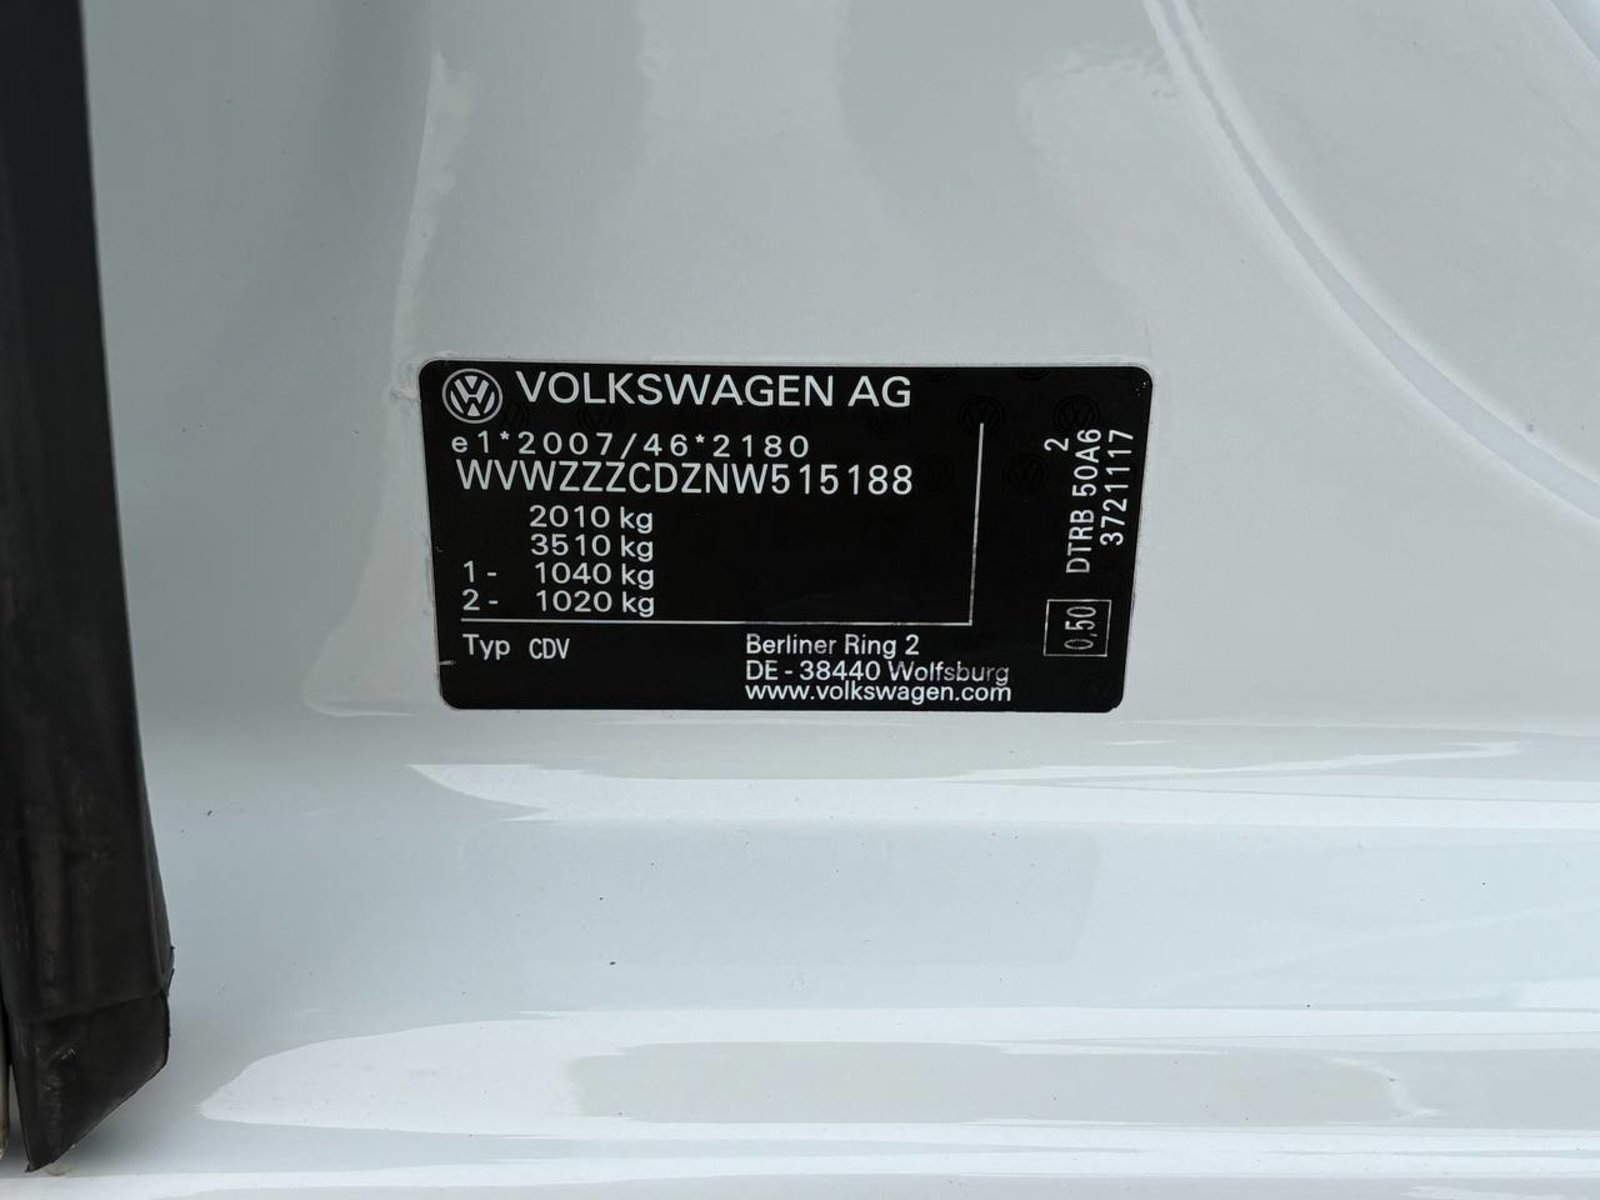 VOLKSWAGEN AG
e1*2007/46*2180
WVWZZZCDZNW515188
2010 kg
3510 kg
1- 1040 kg
2- 1020 kg
Typ CDV
Berliner Ring 2
DE-38440 Wolfsburg
www.volkswagen.com
2
DTRB 50A6
3721117
0,50